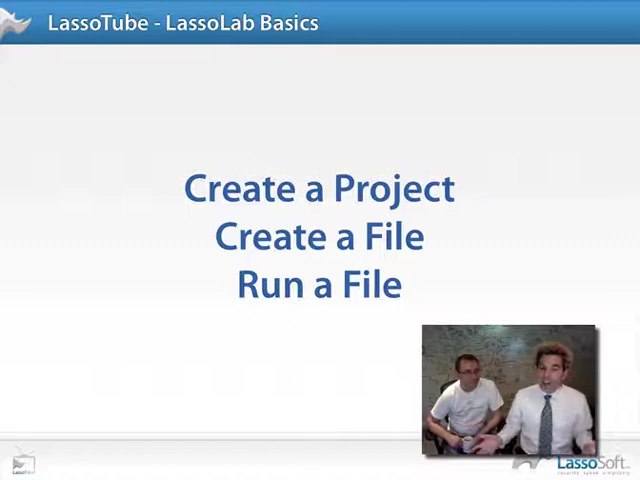 LassoTube - LassoLab Basics
Create a Project
Create a File
Run a File
LassoSoft